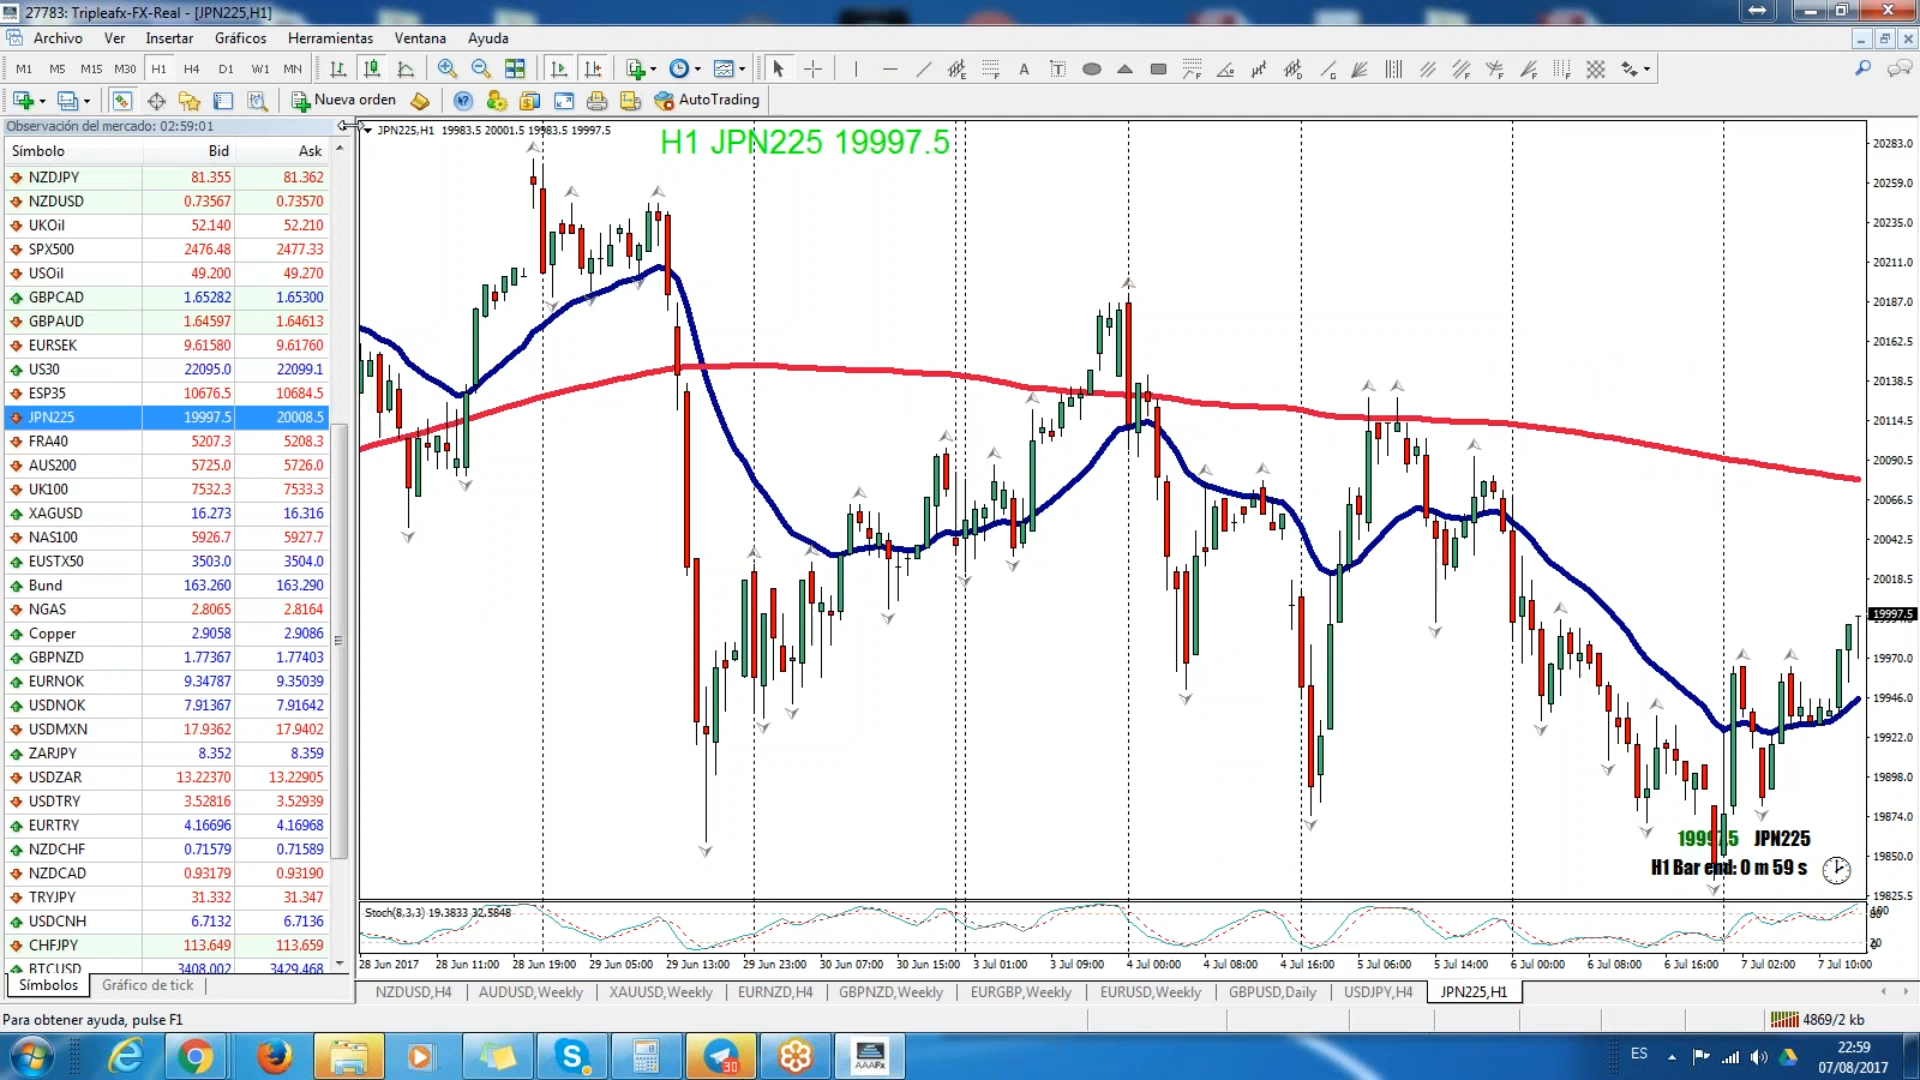 27783: Tripleafx-FX-Real - [JPN225,H1]
Archivo Ver Insertar Gráficos Herramientas Ventana Ayuda
M1 M5 M15 M30 H1 H4 D1 W1 MN
Nueva orden AutoTrading
Observación del mercado: 02:59:01
Símbolo Bid Ask
NZDJPY 81.355 81.362
NZDUSD 0.73567 0.73570
UKOil 52.140 52.210
SPX500 2476.48 2477.33
USOil 49.200 49.270
GBPCAD 1.65282 1.65300
GBPAUD 1.64597 1.64613
EURSEK 9.61580 9.61760
US30 22095.0 22099.1
ESP35 10676.5 10684.5
JPN225 19997.5 20008.5
FRA40 5207.3 5208.3
AUS200 5725.0 5726.0
UK100 7532.3 7533.3
XAGUSD 16.273 16.316
NAS100 5926.7 5927.7
EUSTX50 3503.0 3504.0
Bund 163.260 163.290
NGAS 2.8065 2.8164
Copper 2.9058 2.9086
GBPNZD 1.77367 1.77403
EURNOK 9.34787 9.35039
USDNOK 7.91367 7.91642
USDMXN 17.9362 17.9402
ZARJPY 8.352 8.359
USDZAR 13.22370 13.22905
USDTRY 3.52816 3.52939
EURTRY 4.16696 4.16968
NZDCHF 0.71579 0.71589
NZDCAD 0.93179 0.93190
TRYJPY 31.332 31.347
USDCNH 6.7132 6.7136
CHFJPY 113.649 113.659
BTCUSD 3408.002 3429.468
Símbolos Gráfico de tick
JPN225,H1 19983.5 20001.5 19983.5 19997.5
H1 JPN225 19997.5
20283.0
20259.0
20235.0
20211.0
20187.0
20162.5
20138.5
20114.5
20090.5
20066.5
20042.5
20018.5
19997.5
19970.0
19946.0
19922.0
19898.0
19874.0
19850.0
19825.5
19997.5 JPN225
H1 Bar end: 0 m 59 s
Stoch(8,3,3) 19.3833 32.5848
100
80
20
28 Jun 2017 28 Jun 11:00 28 Jun 19:00 29 Jun 05:00 29 Jun 13:00 29 Jun 23:00 30 Jun 07:00 30 Jun 15:00 3 Jul 01:00 3 Jul 09:00 4 Jul 00:00 4 Jul 08:00 4 Jul 16:00 5 Jul 06:00 5 Jul 14:00 6 Jul 00:00 6 Jul 08:00 6 Jul 16:00 7 Jul 02:00 7 Jul 10:00
NZDUSD,H4 AUDUSD,Weekly XAUUSD,Weekly EURNZD,H4 GBPNZD,Weekly EURGBP,Weekly EURUSD,Weekly GBPUSD,Daily USDJPY,H4 JPN225,H1
Para obtener ayuda, pulse F1
4869/2 kb
30
AAAFx
ES
22:59
07/08/2017